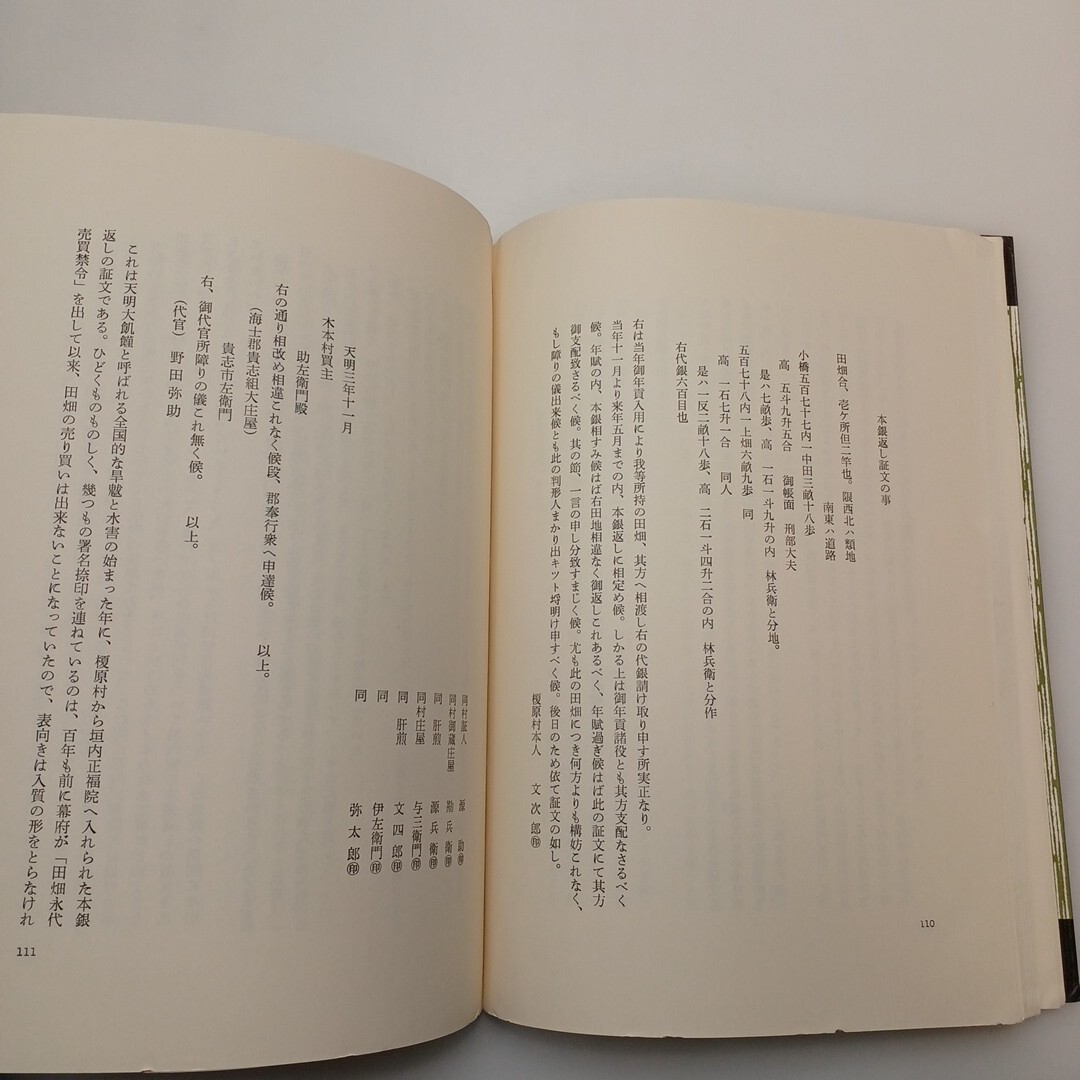 本銀返し証文の事
田畑合、壱ケ所但二竿也。限西北ハ類地
南東ハ道路
小橋五百七十七内一中田三畝十八歩
高　五斗九升五合　　御帳面　刑部大夫
是ハ七畝歩、高　一石一斗九升の内　林兵衛と分地。
五百七十八内一上畑六畝九歩　同
高　一石七升一合　　同人
是ハ一反二畝十八歩、高　二石一斗四升二合の内　林兵衛と分作
右代銀六百目也
右は当年御年貢入用により我等所持の田畑、其方へ相渡し右の代銀請け取り申す所実正なり。
当年十一月より来年五月までの内、本銀返しに相定め候。しかる上は御年貢諸役とも其方支配なさるべく
候。年賦の内、本銀相すみ候はば右田地相違なく御返しこれあるべく、年賦過ぎ候はば此の証文にて其方
御支配致さるべく候。其の節、一言の申し分致すまじく候。尤も此の田畑につき何方よりも構妨これなく、
もし障りの儀出来候とも此の判形人まかり出キツト埒明け申すべく候。後日のため依て証文の如し。
榎原村本人　文次郎㊞
110
同村証人　源助㊞
同村御蔵庄屋　勘兵衛㊞
同　肝煎　源兵衛㊞
同村庄屋　与三衛門㊞
同　肝煎　文四郎㊞
同　伊左衛門㊞
同　弥太郎㊞
天明三年十一月
木本村買主
助左衛門殿
右の通り相改め相違これなく候段、郡奉行衆へ申達候。　以上。
（海士郡貴志組大庄屋）
貴志市左衛門
右、御代官所障りの儀これ無く候。　以上。
（代官）　野田弥助
これは天明大飢饉と呼ばれる全国的な旱魃と水害の始まった年に、榎原村から垣内正福院へ入れられた本銀
返しの証文である。ひどくものものしく、幾つもの署名捺印を連ねているのは、百年も前に幕府が「田畑永代
売買禁令」を出して以来、田畑の売り買いは出来ないことになっていたので、表向きは入質の形をとらなけれ
111